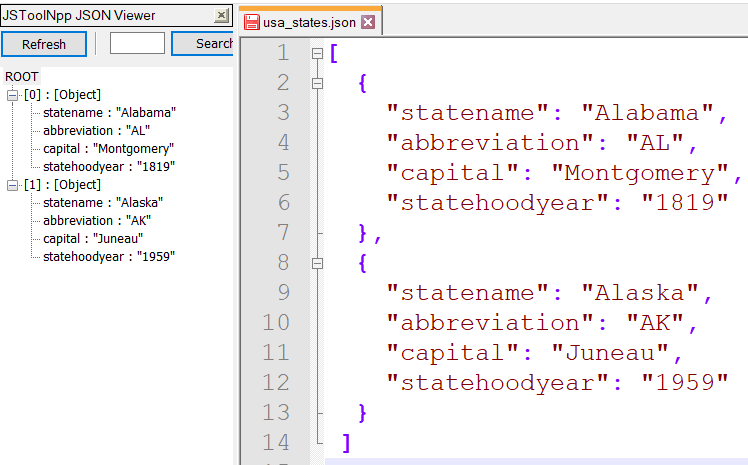 JSToolNpp JSON Viewer
Refresh
Search
ROOT
[0] : [Object]
statename : "Alabama"
abbreviation : "AL"
capital : "Montgomery"
statehoodyear : "1819"
[1] : [Object]
statename : "Alaska"
abbreviation : "AK"
capital : "Juneau"
statehoodyear : "1959"
usa_states.json
1 [
2 {
3 "statename": "Alabama",
4 "abbreviation": "AL",
5 "capital": "Montgomery",
6 "statehoodyear": "1819"
7 },
8 {
9 "statename": "Alaska",
10 "abbreviation": "AK",
11 "capital": "Juneau",
12 "statehoodyear": "1959"
13 }
14 ]